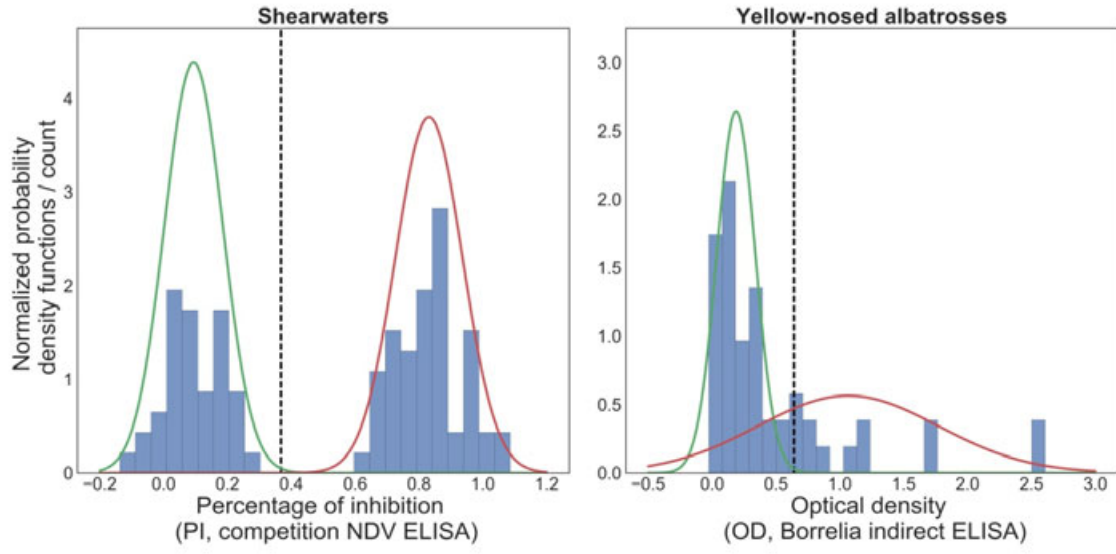 Shearwaters
Normalized probability
density functions / count
4
3
2
1
0
−0.2 0.0 0.2 0.4 0.6 0.8 1.0 1.2
Percentage of inhibition
(PI, competition NDV ELISA)
Yellow-nosed albatrosses
3.0
2.5
2.0
1.5
1.0
0.5
0.0
−0.5 0.0 0.5 1.0 1.5 2.0 2.5 3.0
Optical density
(OD, Borrelia indirect ELISA)